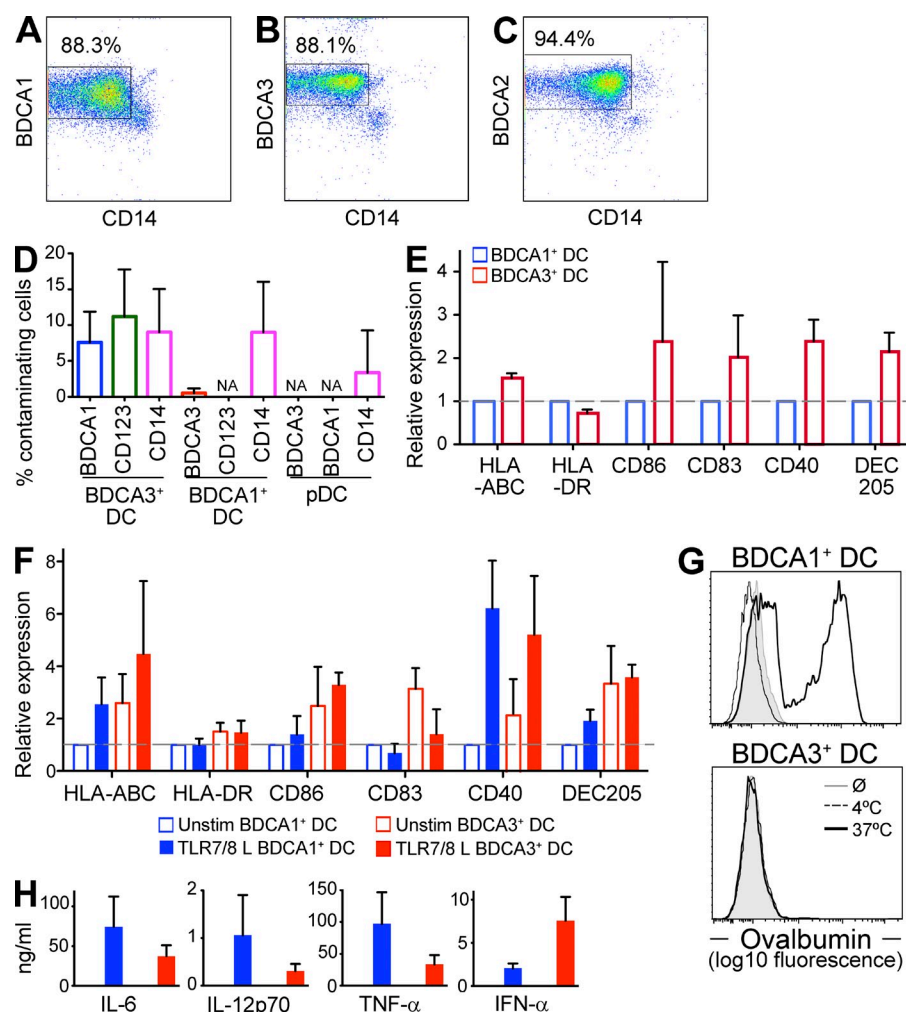 A
B
C
88.3%
88.1%
94.4%
BDCA1
BDCA3
BDCA2
CD14
CD14
CD14
D
% contaminating cells
20
15
10
5
0
NA
NA
NA
BDCA1
CD123
CD14
BDCA3
CD123
CD14
BDCA3
BDCA1
CD14
BDCA3⁺ DC
BDCA1⁺ DC
pDC
E
BDCA1⁺ DC
BDCA3⁺ DC
Relative expression
4
3
2
1
0
HLA
-ABC
HLA
-DR
CD86
CD83
CD40
DEC
205
F
Relative expression
8
6
4
2
0
HLA-ABC
HLA-DR
CD86
CD83
CD40
DEC205
Unstim BDCA1⁺ DC
Unstim BDCA3⁺ DC
TLR7/8 L BDCA1⁺ DC
TLR7/8 L BDCA3⁺ DC
G
BDCA1⁺ DC
BDCA3⁺ DC
Ø
4ºC
37ºC
Ovalbumin
(log10 fluorescence)
H
ng/ml
100
50
0
IL-6
2
1
0
IL-12p70
150
100
50
0
TNF-α
10
5
0
IFN-α